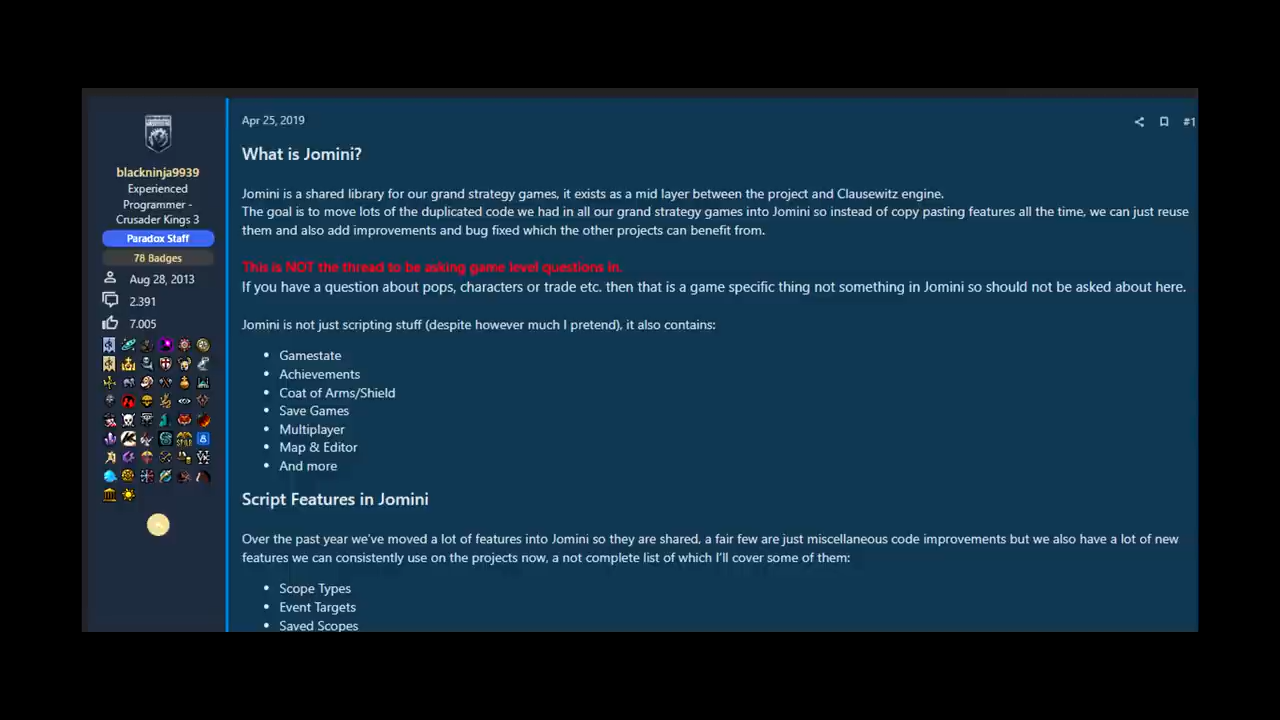 Apr 25, 2019
#1
What is Jomini?
blackninja9939
Experienced
Programmer -
Crusader Kings 3
Paradox Staff
78 Badges
Aug 28, 2013
2.391
7.005
Jomini is a shared library for our grand strategy games, it exists as a mid layer between the project and Clausewitz engine.
The goal is to move lots of the duplicated code we had in all our grand strategy games into Jomini so instead of copy pasting features all the time, we can just reuse
them and also add improvements and bug fixed which the other projects can benefit from.
This is NOT the thread to be asking game level questions in.
If you have a question about pops, characters or trade etc. then that is a game specific thing not something in Jomini so should not be asked about here.
Jomini is not just scripting stuff (despite however much I pretend), it also contains:
• Gamestate
• Achievements
• Coat of Arms/Shield
• Save Games
• Multiplayer
• Map & Editor
• And more
Script Features in Jomini
Over the past year we've moved a lot of features into Jomini so they are shared, a fair few are just miscellaneous code improvements but we also have a lot of new
features we can consistently use on the projects now, a not complete list of which I'll cover some of them:
• Scope Types
• Event Targets
• Saved Scopes